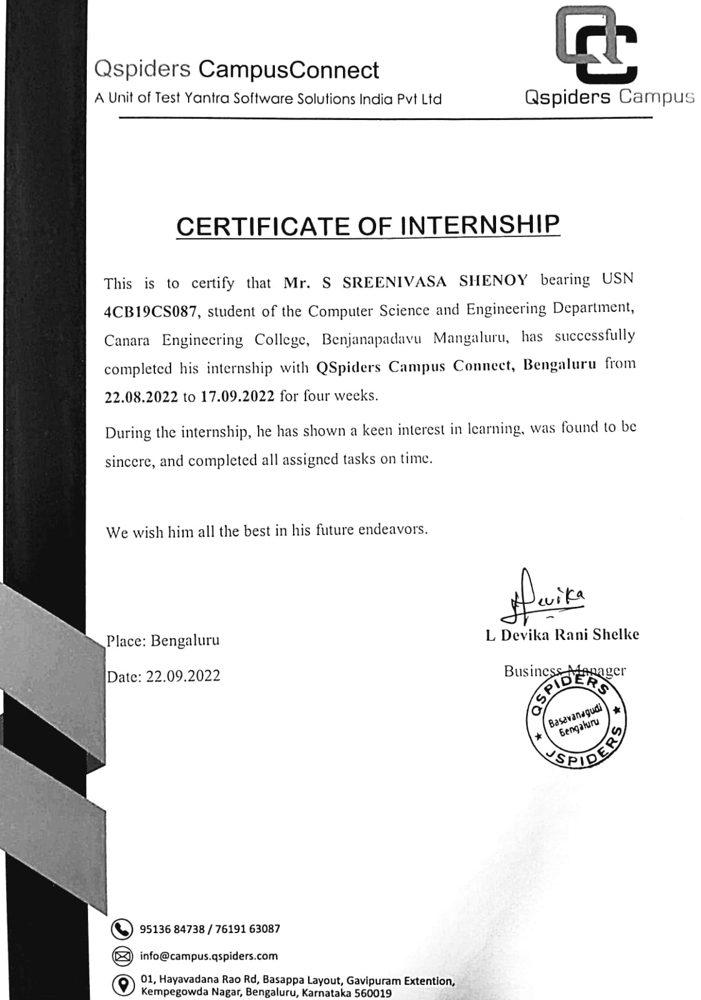 Qspiders CampusConnect
A Unit of Test Yantra Software Solutions India Pvt Ltd
QC
Qspiders Campus
CERTIFICATE OF INTERNSHIP
This is to certify that Mr. S SREENIVASA SHENOY bearing USN
4CB19CS087, student of the Computer Science and Engineering Department,
Canara Engineering College, Benjanapadavu Mangaluru, has successfully
completed his internship with QSpiders Campus Connect, Bengaluru from
22.08.2022 to 17.09.2022 for four weeks.
During the internship, he has shown a keen interest in learning, was found to be
sincere, and completed all assigned tasks on time.
We wish him all the best in his future endeavors.
Devika
L Devika Rani Shelke
Place: Bengaluru
Business Manager
Date: 22.09.2022
QSPIDERS
Basavanagudi
Bengaluru
JSPIDERS
95136 84738 / 76191 63087
info@campus.qspiders.com
01, Hayavadana Rao Rd, Basappa Layout, Gavipuram Extention,
Kempegowda Nagar, Bengaluru, Karnataka 560019